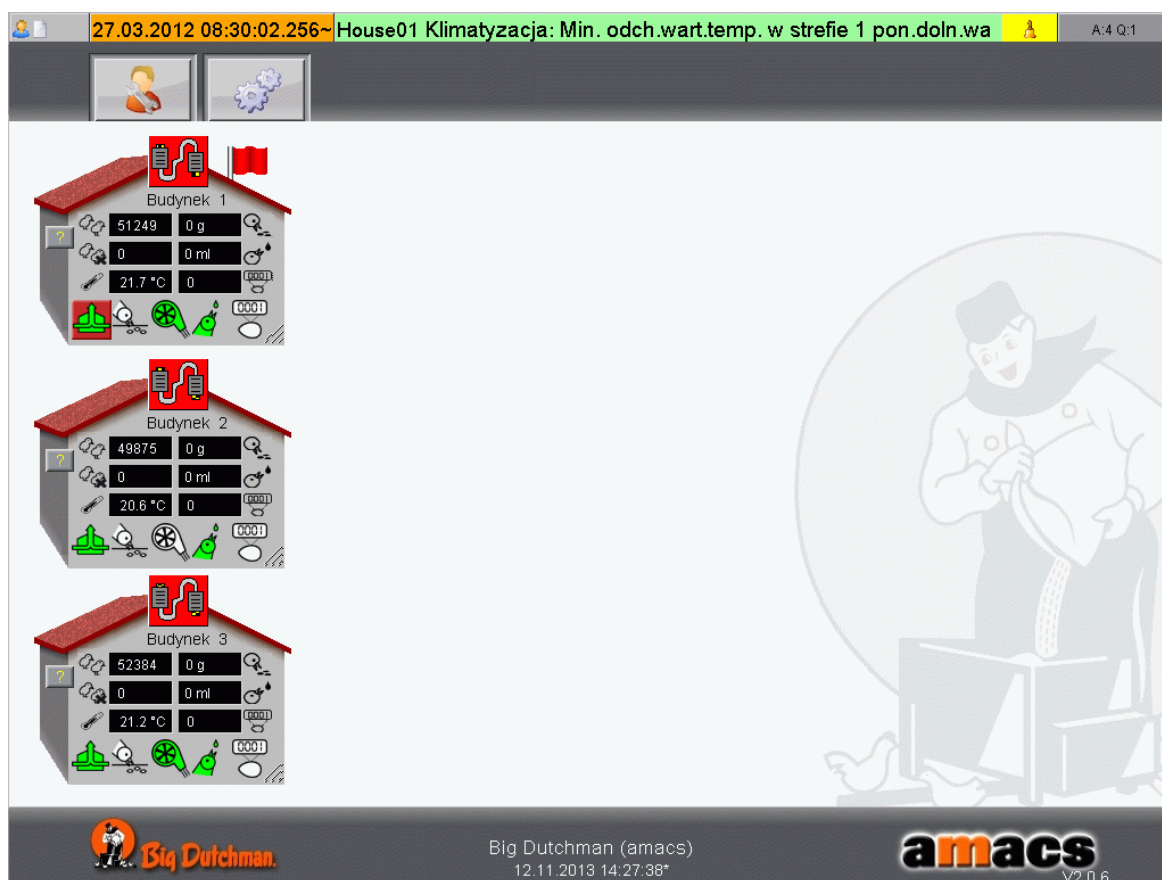 27.03.2012 08:30:02.256~ House01 Klimatyzacja: Min. odch.wart.temp. w strefie 1 pon.doln.wa A:4 Q:1
Budynek 1
51249 0 g
? 0 0 ml
21.7 °C 0 0001
0001
Budynek 2
49875 0 g
? 0 0 ml
20.6 °C 0 0001
0001
Budynek 3
52384 0 g
? 0 0 ml
21.2 °C 0 0001
0001
Big Dutchman.
Big Dutchman (amacs)
12.11.2013 14:27:38*
amacs
V2.0.6